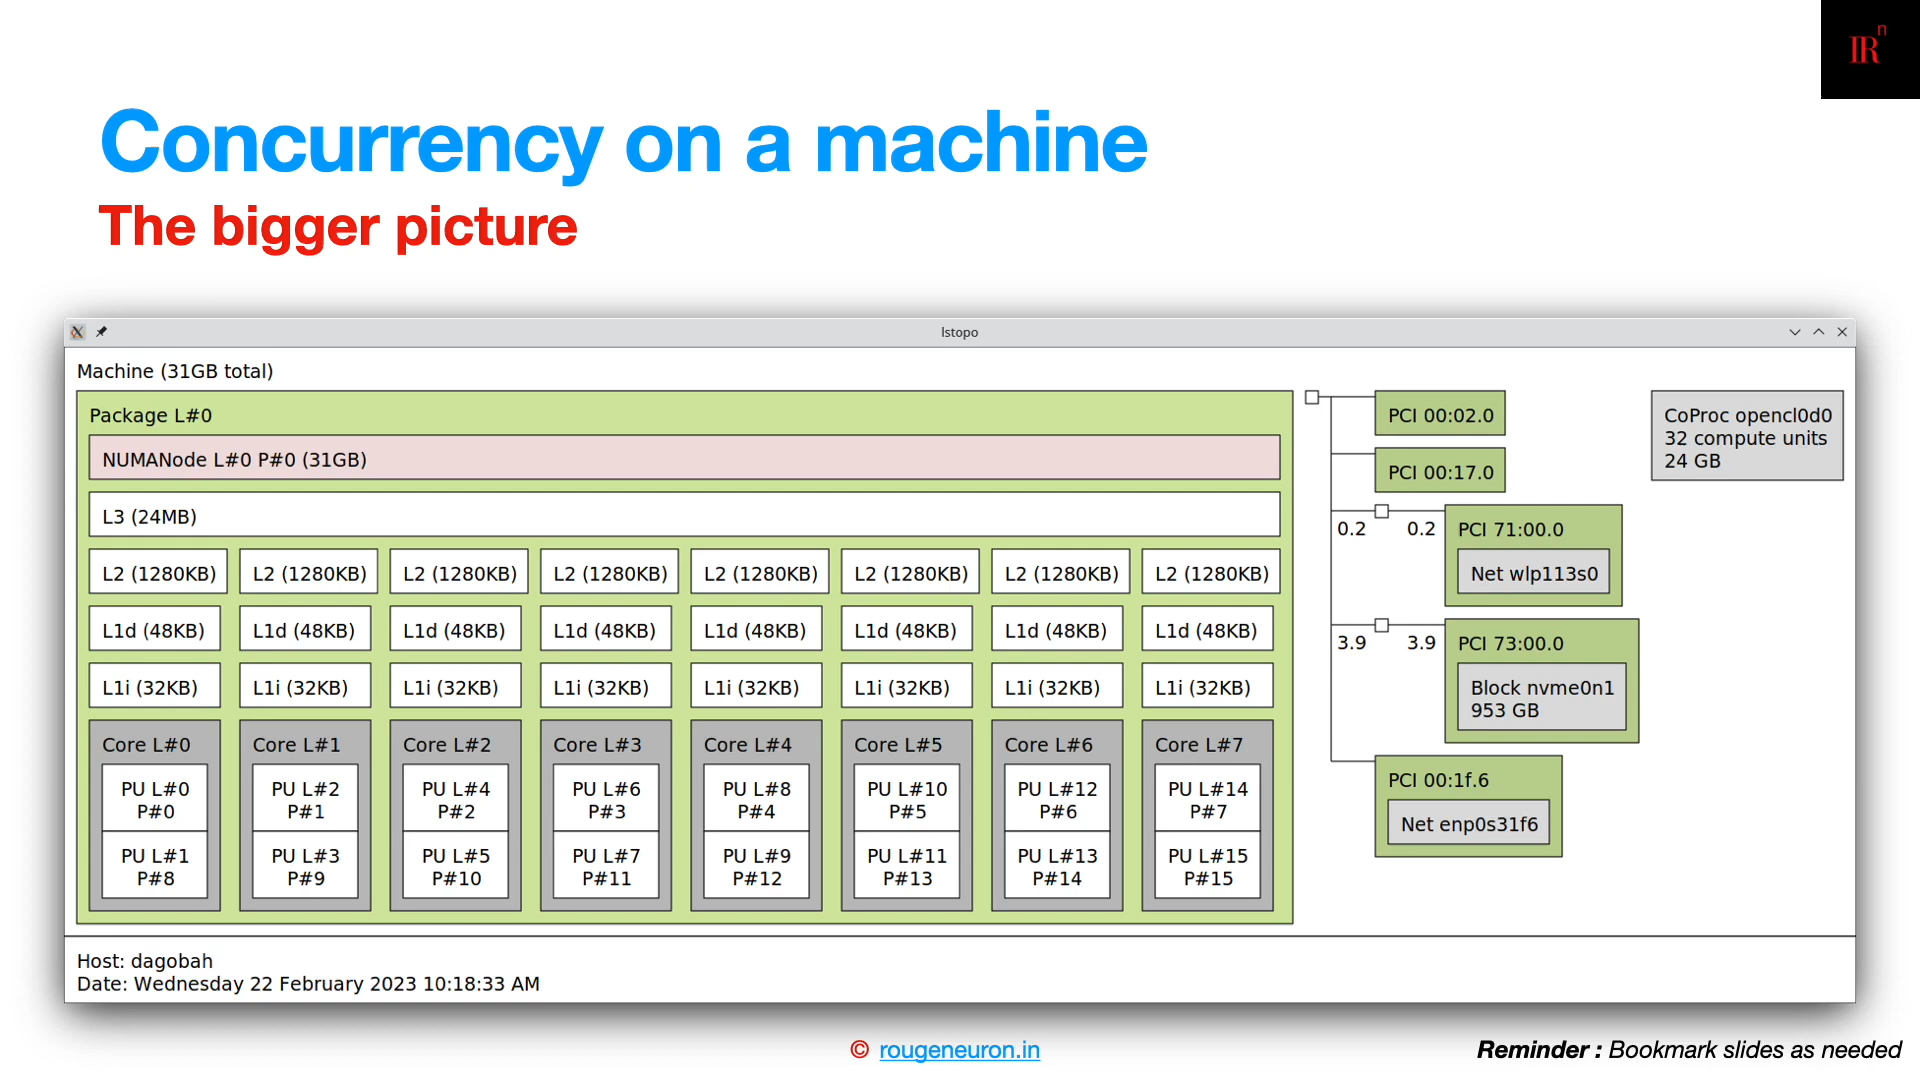 IRn
Concurrency on a machine
The bigger picture
lstopo
Machine (31GB total)
Package L#0
NUMANode L#0 P#0 (31GB)
L3 (24MB)
L2 (1280KB) L2 (1280KB) L2 (1280KB) L2 (1280KB) L2 (1280KB) L2 (1280KB) L2 (1280KB) L2 (1280KB)
L1d (48KB) L1d (48KB) L1d (48KB) L1d (48KB) L1d (48KB) L1d (48KB) L1d (48KB) L1d (48KB)
L1i (32KB) L1i (32KB) L1i (32KB) L1i (32KB) L1i (32KB) L1i (32KB) L1i (32KB) L1i (32KB)
Core L#0 Core L#1 Core L#2 Core L#3 Core L#4 Core L#5 Core L#6 Core L#7
PU L#0 PU L#2 PU L#4 PU L#6 PU L#8 PU L#10 PU L#12 PU L#14
P#0 P#1 P#2 P#3 P#4 P#5 P#6 P#7
PU L#1 PU L#3 PU L#5 PU L#7 PU L#9 PU L#11 PU L#13 PU L#15
P#8 P#9 P#10 P#11 P#12 P#13 P#14 P#15
PCI 00:02.0
PCI 00:17.0
0.2 0.2 PCI 71:00.0
Net wlp113s0
3.9 3.9 PCI 73:00.0
Block nvme0n1
953 GB
PCI 00:1f.6
Net enp0s31f6
CoProc opencl0d0
32 compute units
24 GB
Host: dagobah
Date: Wednesday 22 February 2023 10:18:33 AM
© rougeneuron.in
Reminder : Bookmark slides as needed